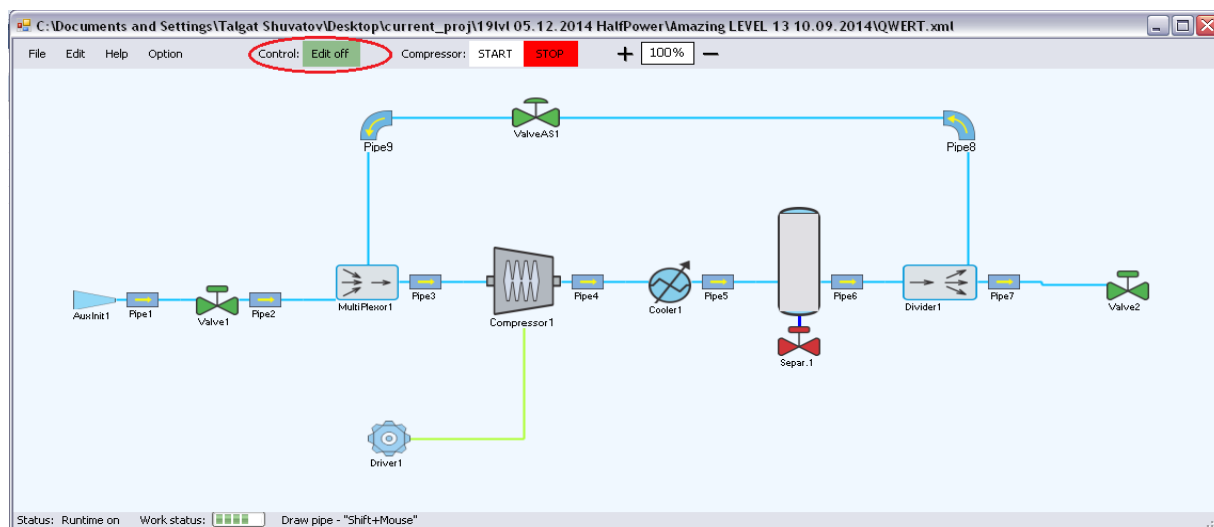 C:\Documents and Settings\Talgat Shuvatov\Desktop\current_proj\19lvl 05.12.2014 HalfPower\Amazing LEVEL 13 10.09.2014\QWERT.xml
File Edit Help Option Control: Edit off Compressor: START STOP + 100% −
ValveAS1
Pipe9 Pipe8
Pipe3 Pipe4 Pipe5 Pipe6 Pipe7
MultiPlexor1 Cooler1 Divider1 Valve2
AuxInit1 Pipe1 Valve1 Pipe2 Compressor1
Separ.1
Driver1
Status: Runtime on Work status: Draw pipe - "Shift+Mouse"